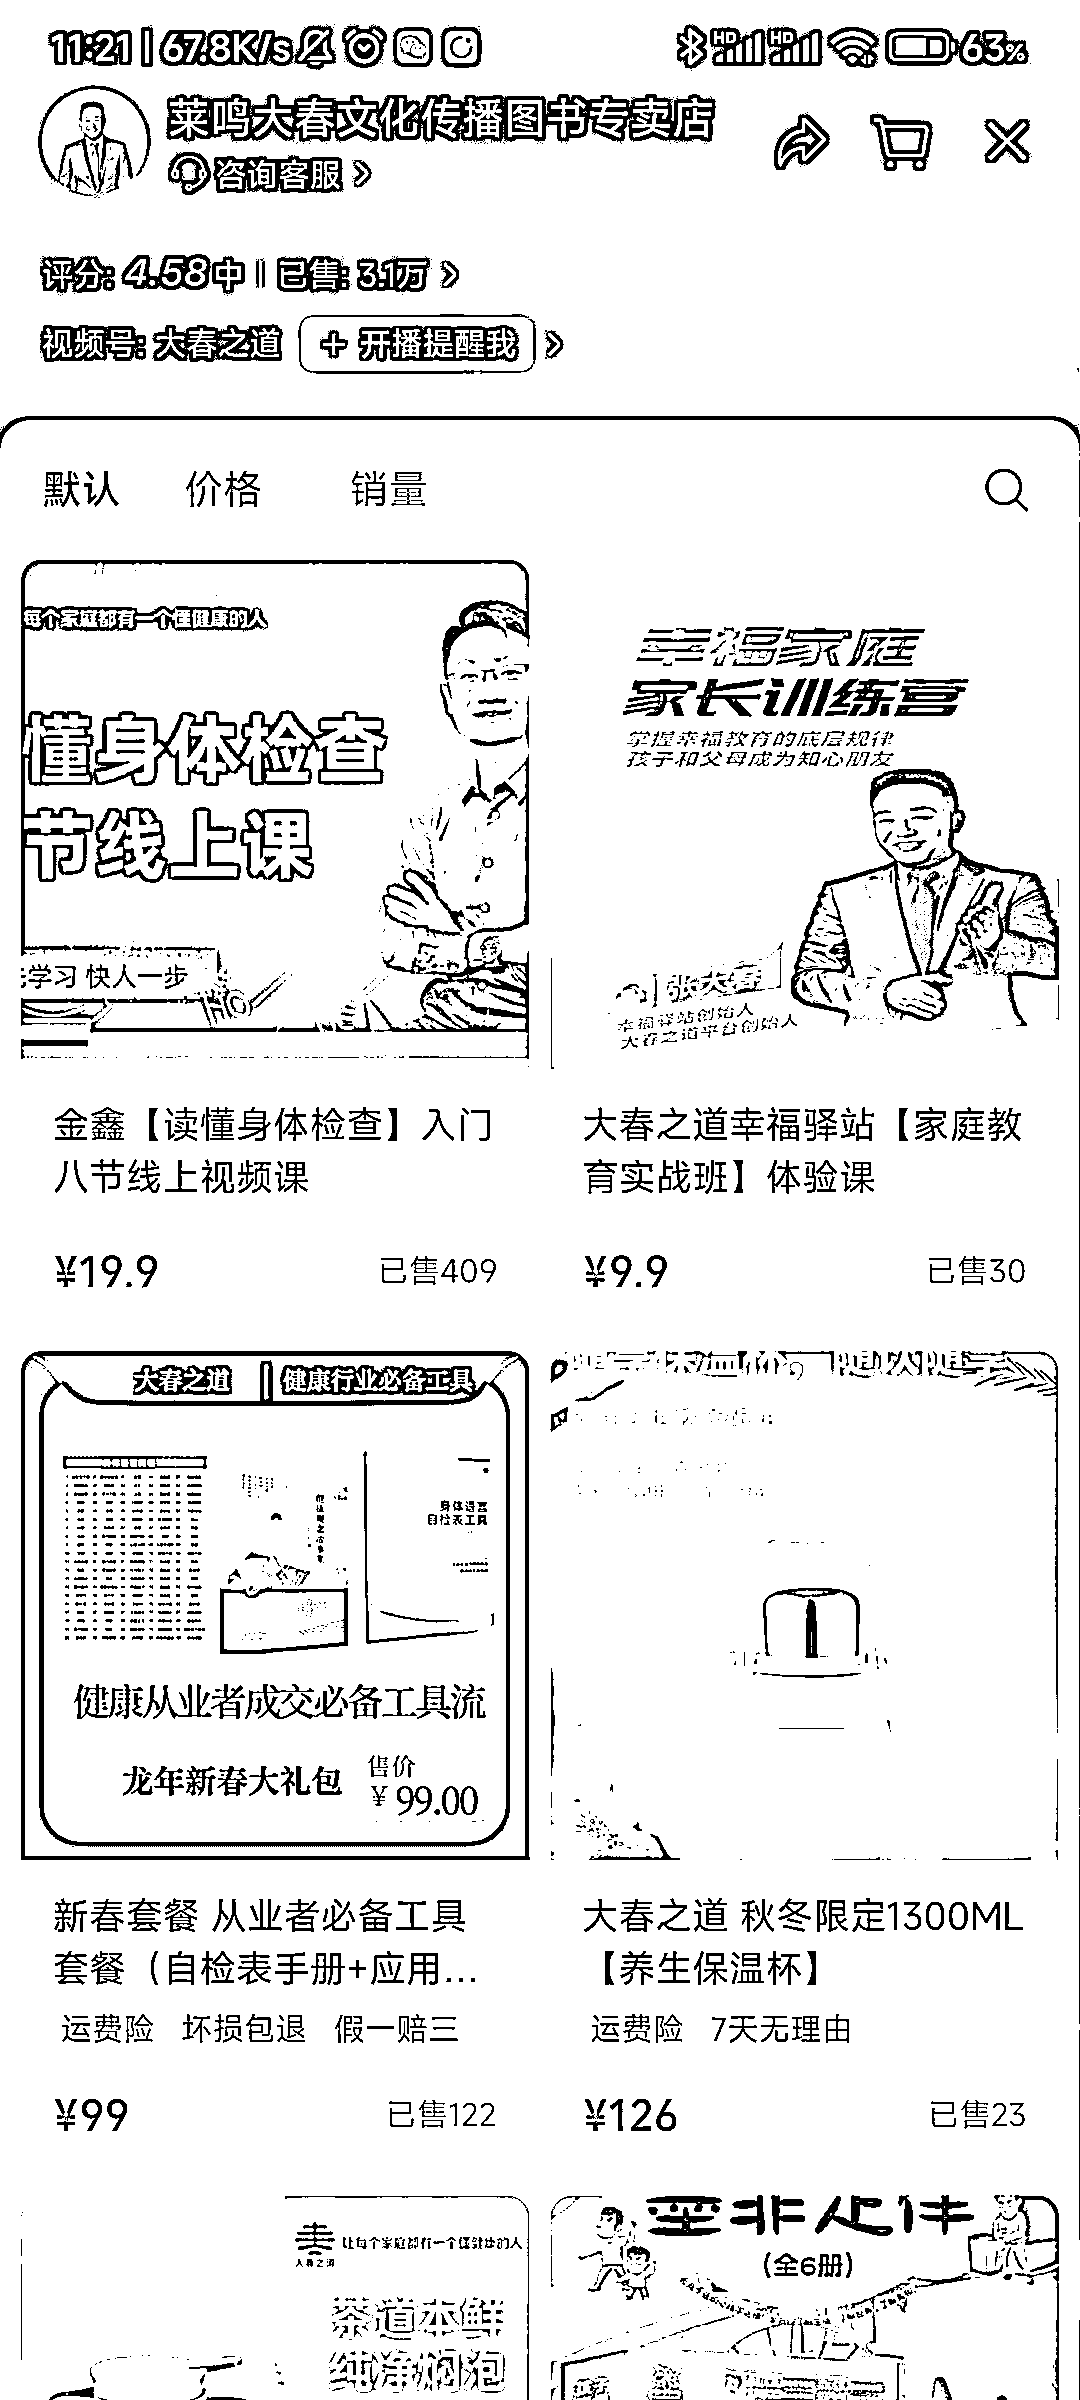 11:21 | 67.8K/s
HD HD 63%
莱鸣大春文化传播图书专卖店
咨询客服 >
评分: 4.58 中 | 已售: 3.1万 >
视频号: 大春之道 + 开播提醒我 >
默认 价格 销量
每个家庭都有一个懂健康的人
懂身体检查
节线上课
学习 快人一步
幸福家庭
家长训练营
掌握幸福教育的底层规律
孩子和父母成为知心朋友
张大春
幸福驿站创始人
大春之道平台创始人
金鑫【读懂身体检查】入门
八节线上视频课
¥19.9 已售409
大春之道幸福驿站【家庭教
育实战班】体验课
¥9.9 已售30
大春之道 | 健康行业必备工具
身体语言
自检表工具
健康从业者成交必备工具流
龙年新春大礼包
售价
¥ 99.00
新春套餐 从业者必备工具
套餐（自检表手册+应用...
运费险 坏损包退 假一赔三
¥99 已售122
大春之道 秋冬限定1300ML
【养生保温杯】
运费险 7天无理由
¥126 已售23
大春之道
让每个家庭都有一个懂健康的人
茶道本鲜
纯净焖泡
(全6册)